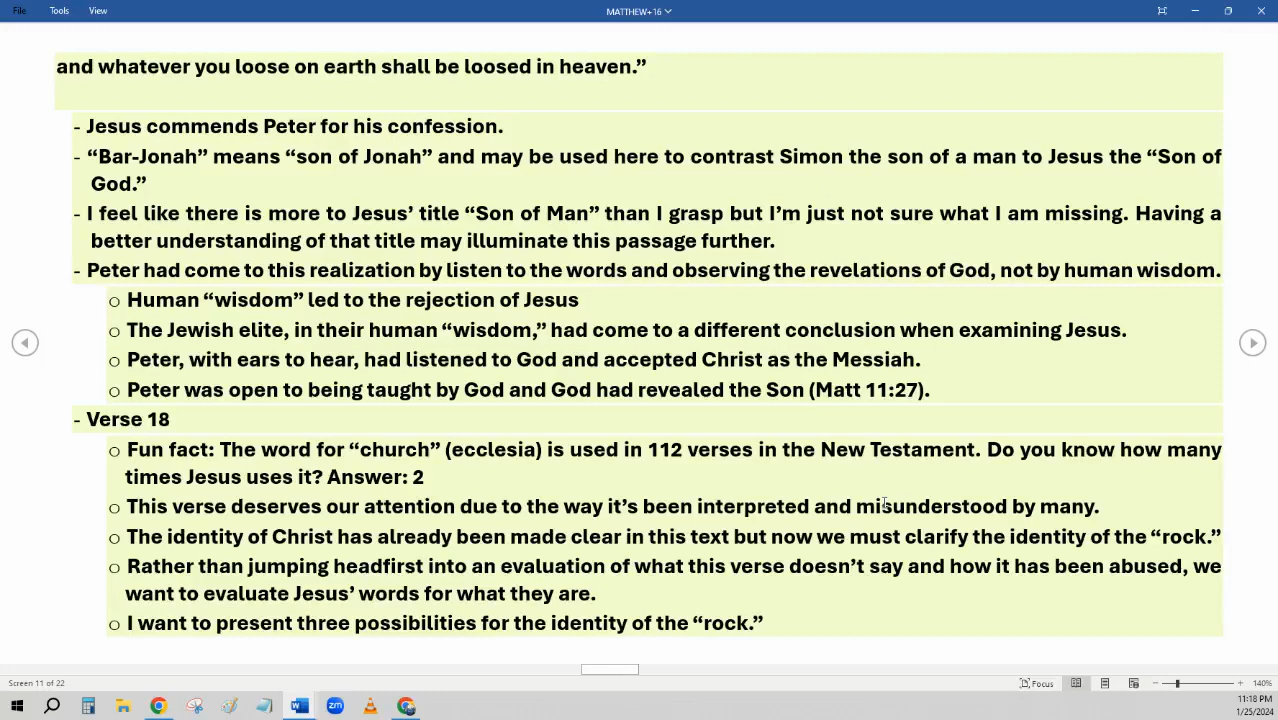 File Tools View MATTHEW+16
and whatever you loose on earth shall be loosed in heaven.”
- Jesus commends Peter for his confession.
- “Bar-Jonah” means “son of Jonah” and may be used here to contrast Simon the son of a man to Jesus the “Son of
God.”
- I feel like there is more to Jesus’ title “Son of Man” than I grasp but I’m just not sure what I am missing. Having a
better understanding of that title may illuminate this passage further.
- Peter had come to this realization by listen to the words and observing the revelations of God, not by human wisdom.
o Human “wisdom” led to the rejection of Jesus
o The Jewish elite, in their human “wisdom,” had come to a different conclusion when examining Jesus.
o Peter, with ears to hear, had listened to God and accepted Christ as the Messiah.
o Peter was open to being taught by God and God had revealed the Son (Matt 11:27).
- Verse 18
o Fun fact: The word for “church” (ecclesia) is used in 112 verses in the New Testament. Do you know how many
times Jesus uses it? Answer: 2
o This verse deserves our attention due to the way it’s been interpreted and misunderstood by many.
o The identity of Christ has already been made clear in this text but now we must clarify the identity of the “rock.”
o Rather than jumping headfirst into an evaluation of what this verse doesn’t say and how it has been abused, we
want to evaluate Jesus’ words for what they are.
o I want to present three possibilities for the identity of the “rock.”
Screen 11 of 22 Focus 140%
zm 11:18 PM
1/25/2024